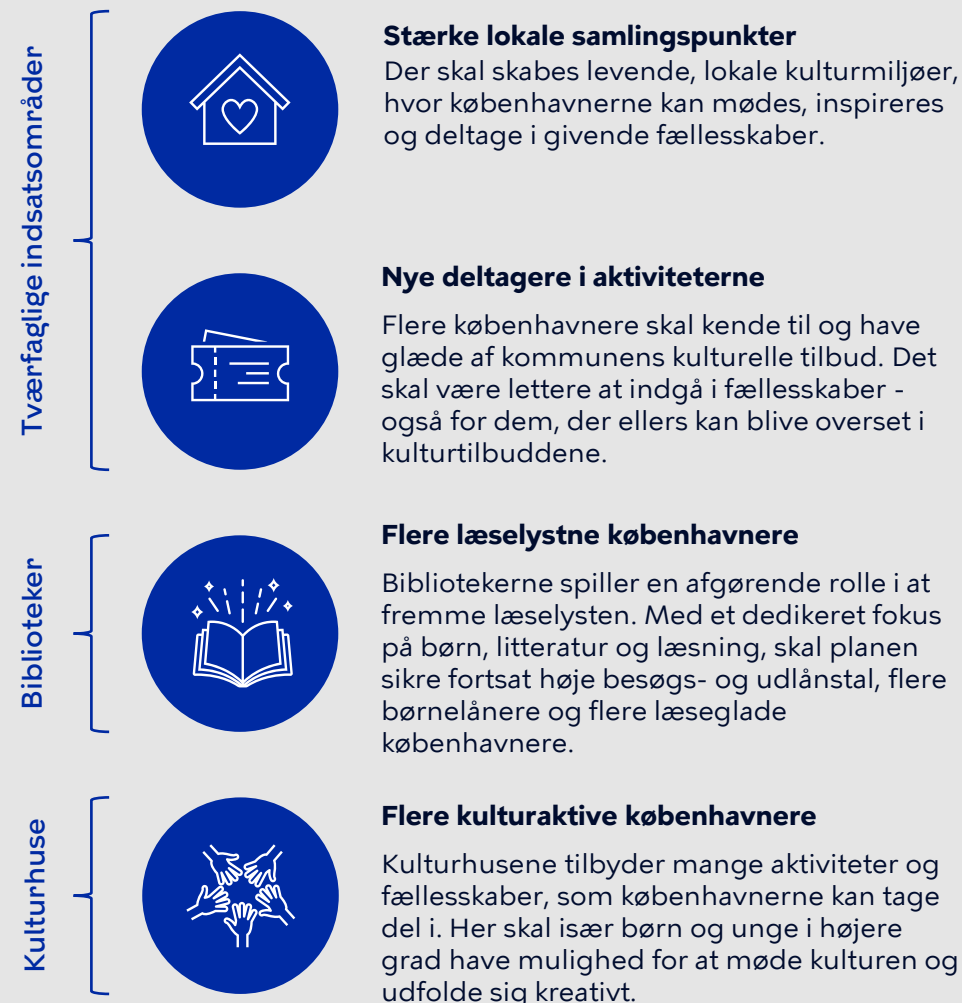 Tværfaglige indsatsområder
Stærke lokale samlingspunkter
Der skal skabes levende, lokale kulturmiljøer,
hvor københavnerne kan mødes, inspireres
og deltage i givende fællesskaber.
Nye deltagere i aktiviteterne
Flere københavnere skal kende til og have
glæde af kommunens kulturelle tilbud. Det
skal være lettere at indgå i fællesskaber -
også for dem, der ellers kan blive overset i
kulturtilbuddene.
Biblioteker
Flere læselystne københavnere
Bibliotekerne spiller en afgørende rolle i at
fremme læselysten. Med et dedikeret fokus
på børn, litteratur og læsning, skal planen
sikre fortsat høje besøgs- og udlånstal, flere
børnelånere og flere læseglade
københavnere.
Kulturhuse
Flere kulturaktive københavnere
Kulturhusene tilbyder mange aktiviteter og
fællesskaber, som københavnerne kan tage
del i. Her skal især børn og unge i højere
grad have mulighed for at møde kulturen og
udfolde sig kreativt.